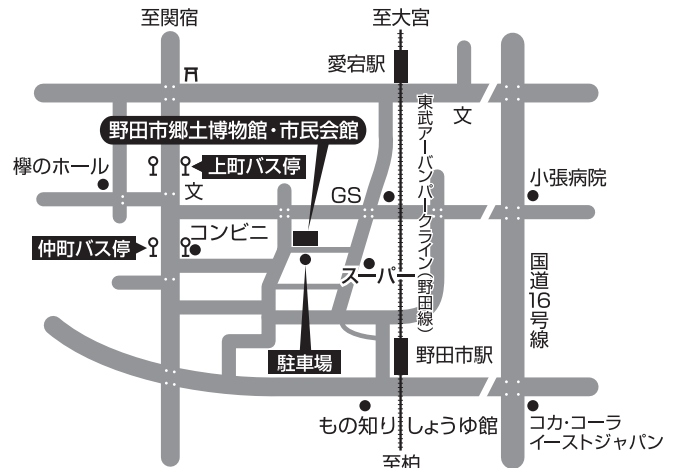 至関宿
至大宮
愛宕駅
文
野田市郷土博物館・市民会館
東武アーバンパークライン(野田線)
欅のホール
上町バス停
文
GS
小張病院
仲町バス停
コンビニ
スーパー
国道16号線
駐車場
野田市駅
もの知りしょうゆ館
コカ・コーラ
イーストジャパン
至柏